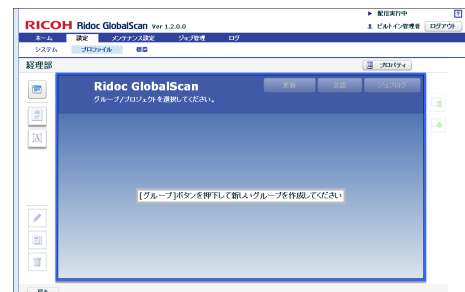 配信実行中
?
RICOH Ridoc GlobalScan Ver 1.2.0.0
ビルトイン管理者 ログアウト
ホーム 設定 メンテナンス設定 ジョブ管理 ログ
システム プロファイル 機器
経理部
プロパティ
Ridoc GlobalScan
グループ/プロジェクトを選択してください。
更新
ジョブログ
[グループ]ボタンを押下して新しいグループを作成してください
戻る